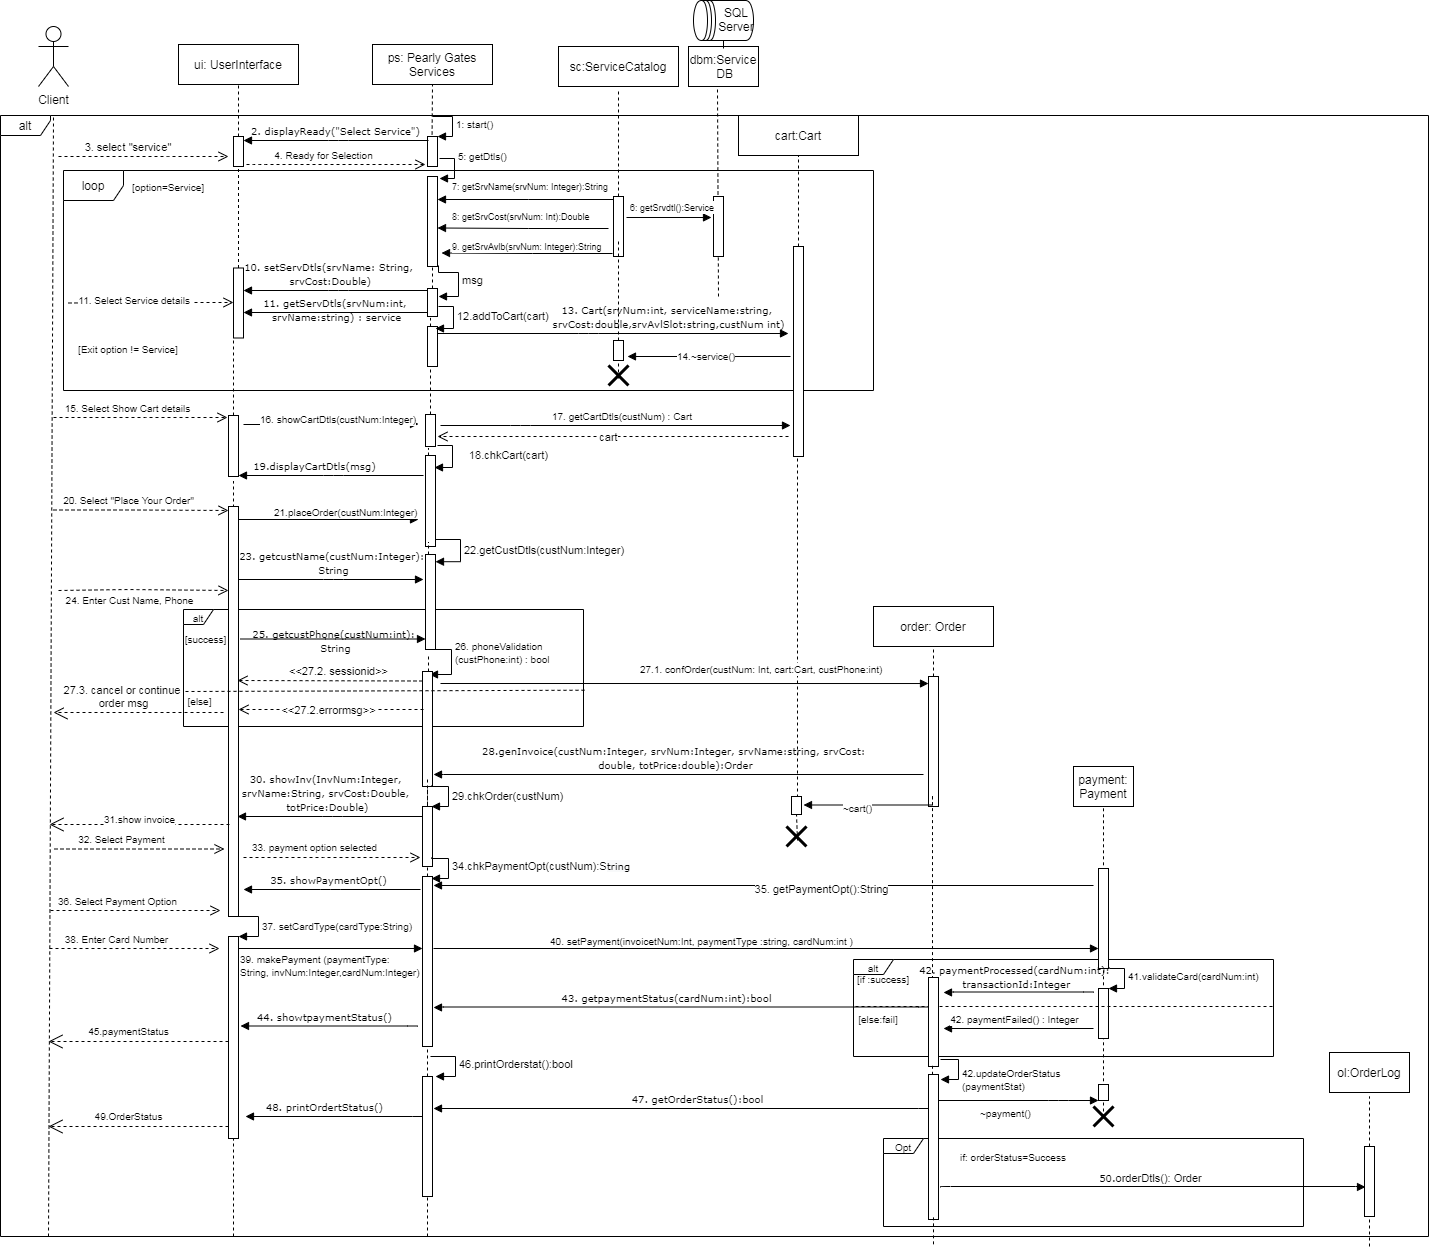 SQL
Server
ui: UserInterface
ps: Pearly Gates
Services
sc:ServiceCatalog
dbm:Service
DB
Client
alt
1: start()
cart:Cart
2. displayReady("Select Service")
3. select "service"
4. Ready for Selection
5: getDtls()
loop
[option=Service]
7: getSrvName(srvNum: Integer):String
6: getSrvdtl():Service
8: getSrvCost(srvNum: Int):Double
9. getSrvAvlb(srvNum: Integer):String
10. setServDtls(srvName: String,
srvCost:Double)
msg
11. Select Service details
11. getServDtls(srvNum:int,
srvName:string) : service
12.addToCart(cart)
13. Cart(srvNum:int, serviceName:string,
srvCost:double,srvAvlSlot:string,custNum int)
[Exit option != Service]
14.~service()
15. Select Show Cart details
16. showCartDtls(custNum:Integer)
17. getCartDtls(custNum) : Cart
cart
18.chkCart(cart)
19.displayCartDtls(msg)
20. Select "Place Your Order"
21.placeOrder(custNum:Integer)
22.getCustDtls(custNum:Integer)
23. getcustName(custNum:Integer):
String
24. Enter Cust Name, Phone
alt
[success]
25. getcustPhone(custNum:int):
String
26. phoneValidation
(custPhone:int) : bool
order: Order
<<27.2. sessionid>>
27.1. confOrder(custNum: Int, cart:Cart, custPhone:int)
27.3. cancel or continue
order msg
[else]
<<27.2.errormsg>>
28.genInvoice(custNum:Integer, srvNum:Integer, srvName:string, srvCost:
double, totPrice:double):Order
30. showInv(InvNum:Integer,
srvName:String, srvCost:Double,
totPrice:Double)
29.chkOrder(custNum)
payment:
Payment
~cart()
31.show invoice
32. Select Payment
33. payment option selected
34.chkPaymentOpt(custNum):String
35. showPaymentOpt()
35. getPaymentOpt():String
36. Select Payment Option
37. setCardType(cardType:String)
38. Enter Card Number
39. makePayment (paymentType:
String, invNum:Integer,cardNum:Integer)
40. setPayment(invoicetNum:Int, paymentType :string, cardNum:int )
alt
[if :success]
42. paymentProcessed(cardNum:int):
transactionId:Integer
41.validateCard(cardNum:int)
43. getpaymentStatus(cardNum:int):bool
44. showtpaymentStatus()
[else:fail]
42. paymentFailed() : Integer
45.paymentStatus
46.printOrderstat():bool
42.updateOrderStatus
(paymentStat)
ol:OrderLog
47. getOrderStatus():bool
48. printOrdertStatus()
49.OrderStatus
~payment()
Opt
if: orderStatus=Success
50.orderDtls(): Order